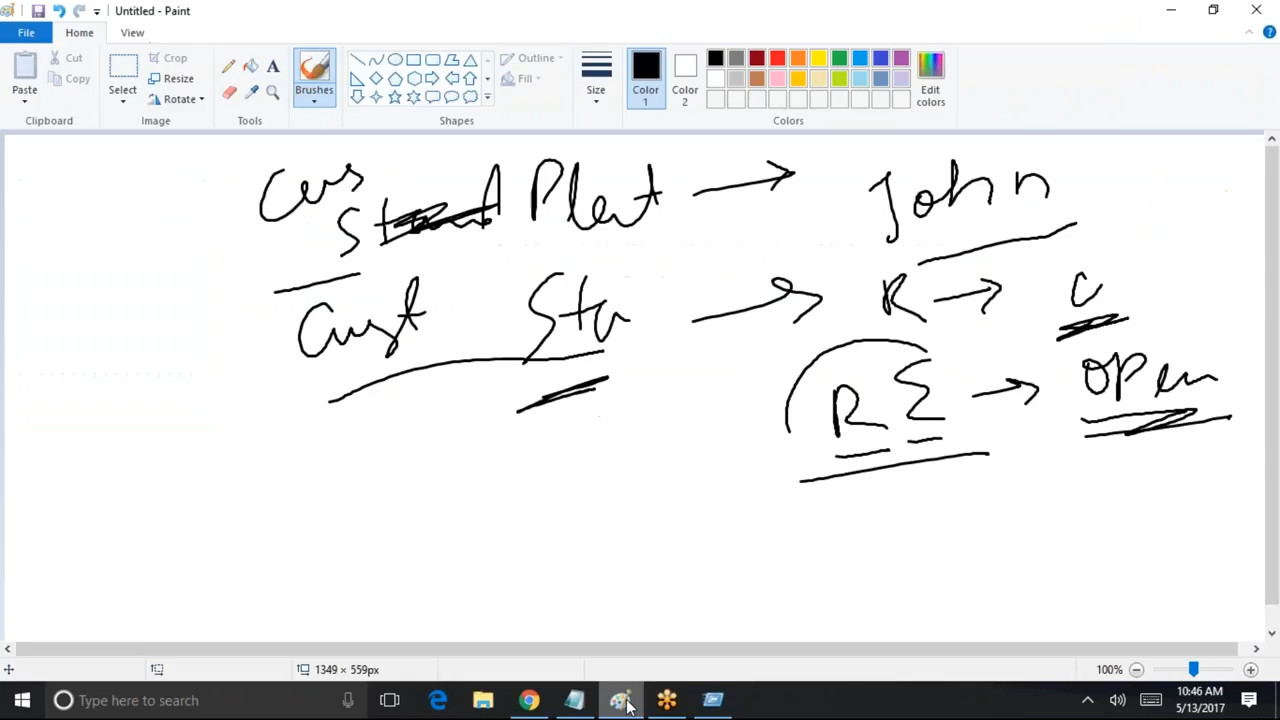 Untitled - Paint
File Home View
Paste Cut Copy
Clipboard
Select Crop Resize Rotate
Image
A
Tools
Brushes
Outline Fill
Shapes
Size
Color 1 Color 2
Edit colors
Colors
Cus Plat → John
S
Cust Sta → R → C
R E → open
1349 × 559px
100%
Type here to search
10:46 AM
5/13/2017